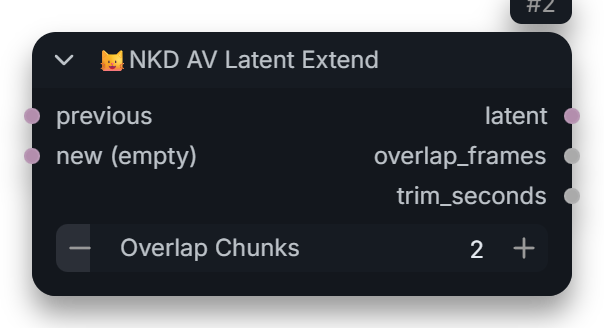 #2
NKD AV Latent Extend
previous
latent
new (empty)
overlap_frames
trim_seconds
Overlap Chunks 2